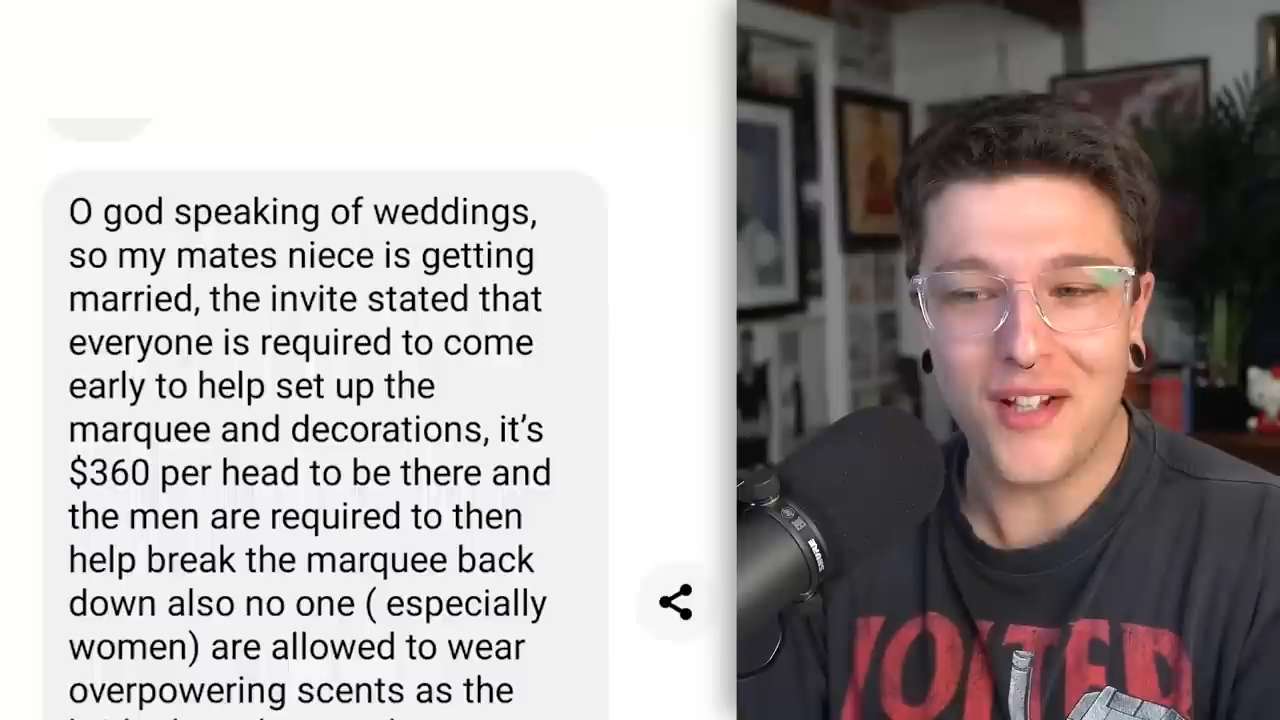 O god speaking of weddings,
so my mates niece is getting
married, the invite stated that
everyone is required to come
early to help set up the
marquee and decorations, it's
$360 per head to be there and
the men are required to then
help break the marquee back
down also no one ( especially
women) are allowed to wear
overpowering scents as the
SHURE